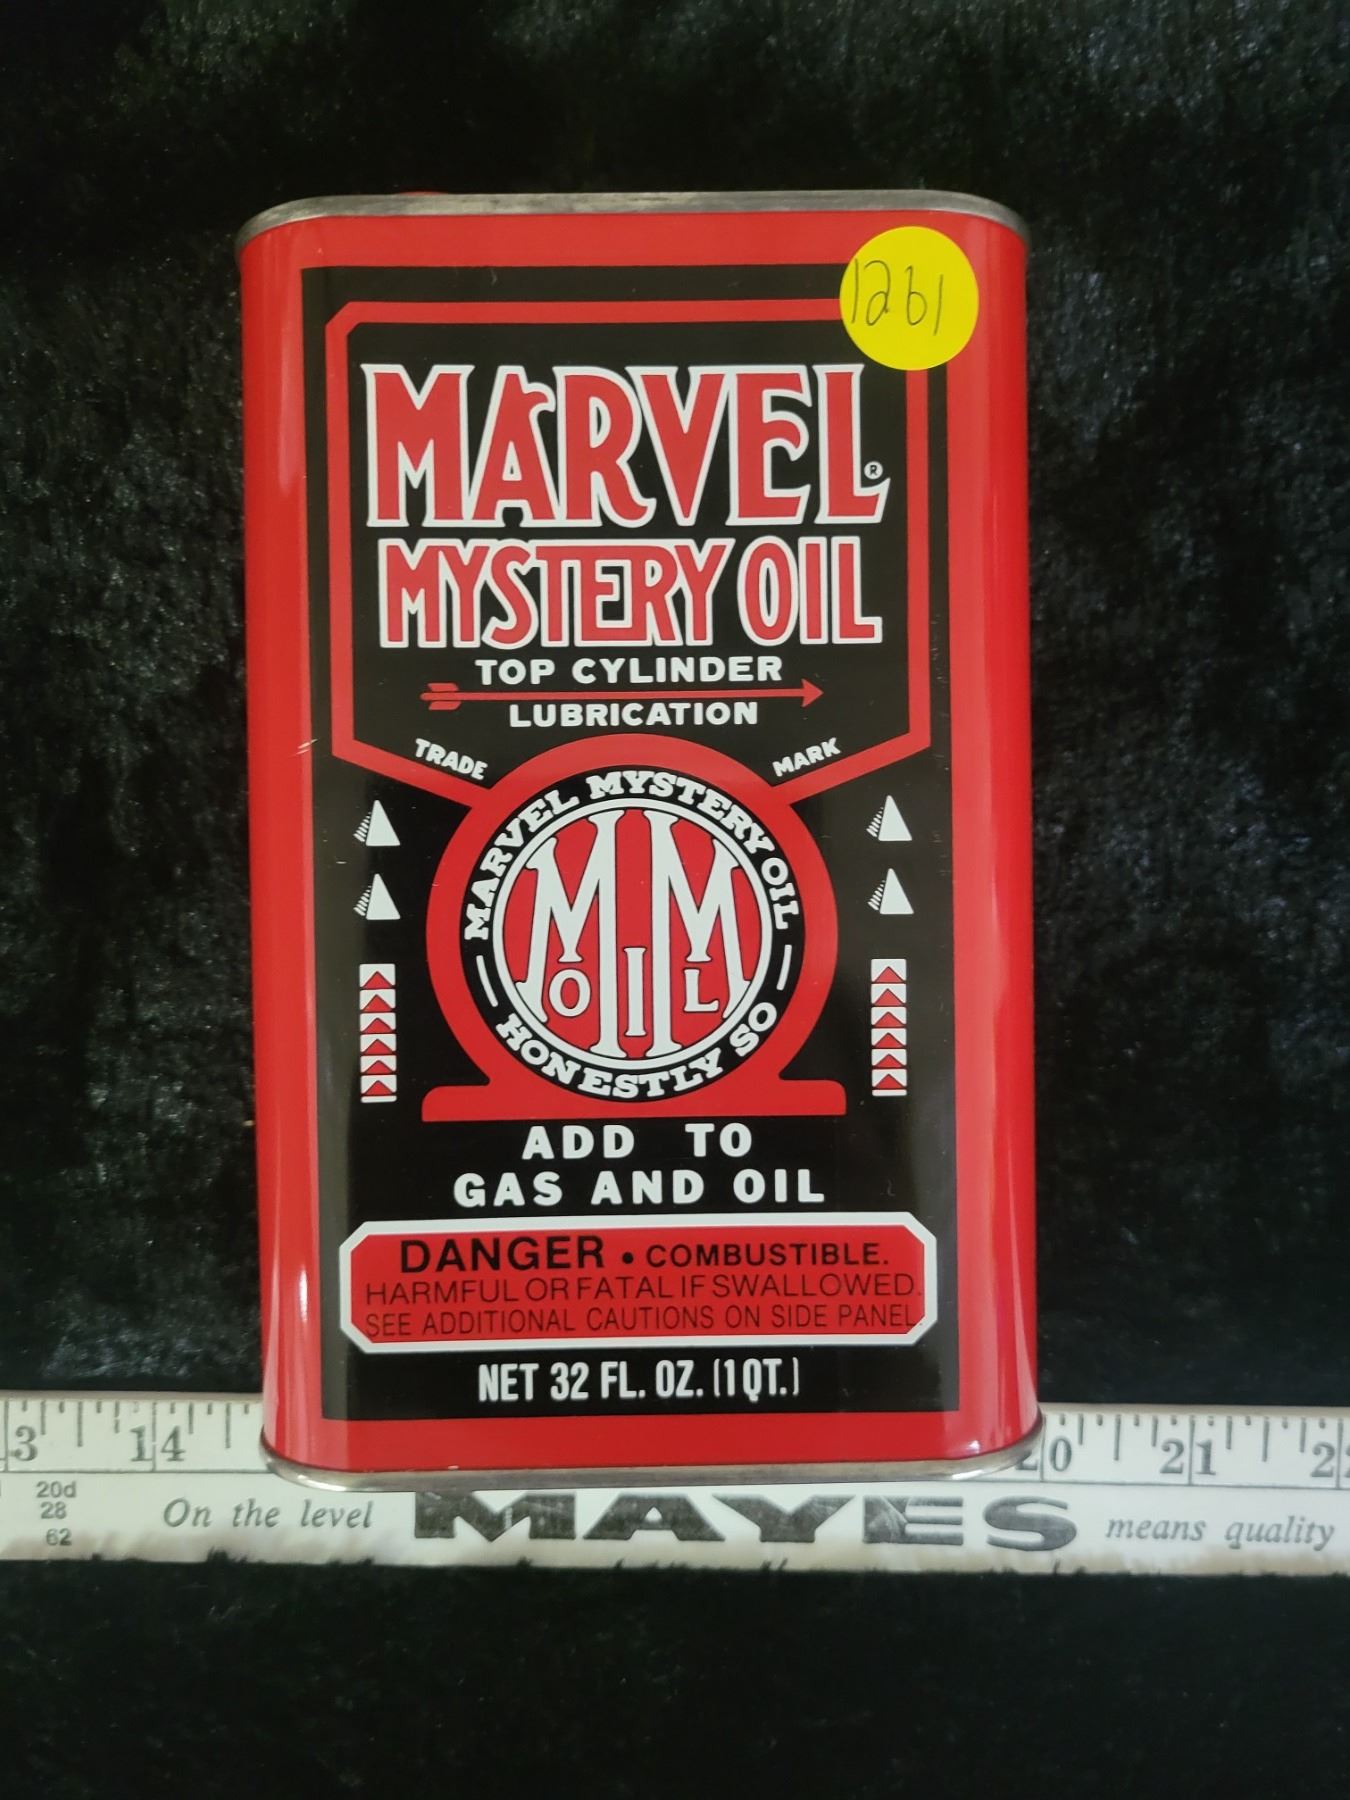 1261
MARVEL®
MYSTERY OIL
TOP CYLINDER
LUBRICATION
TRADE MARK
MARVEL MYSTERY OIL
MM
OIL
HONESTLY SO
ADD TO
GAS AND OIL
DANGER • COMBUSTIBLE.
HARMFUL OR FATAL IF SWALLOWED.
SEE ADDITIONAL CAUTIONS ON SIDE PANEL.
NET 32 FL. OZ. (1 QT.)
3 14 20 21
20d
28
62
On the level MAYES means quality